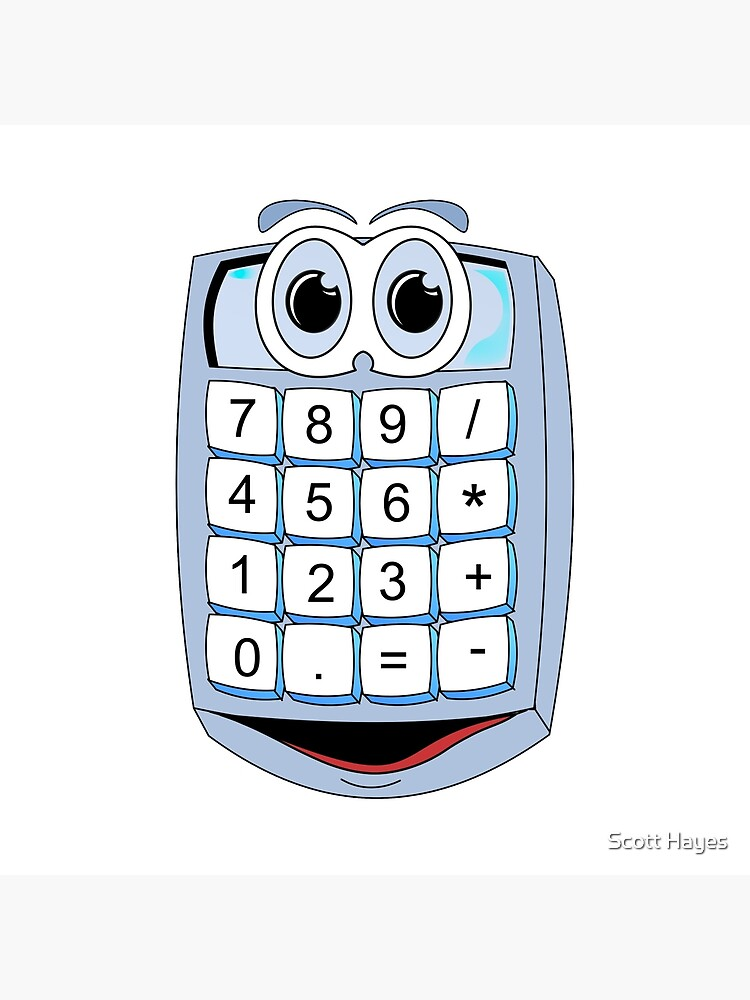 7 8 9 /
4 5 6 *
1 2 3 +
0 . = -
Scott Hayes